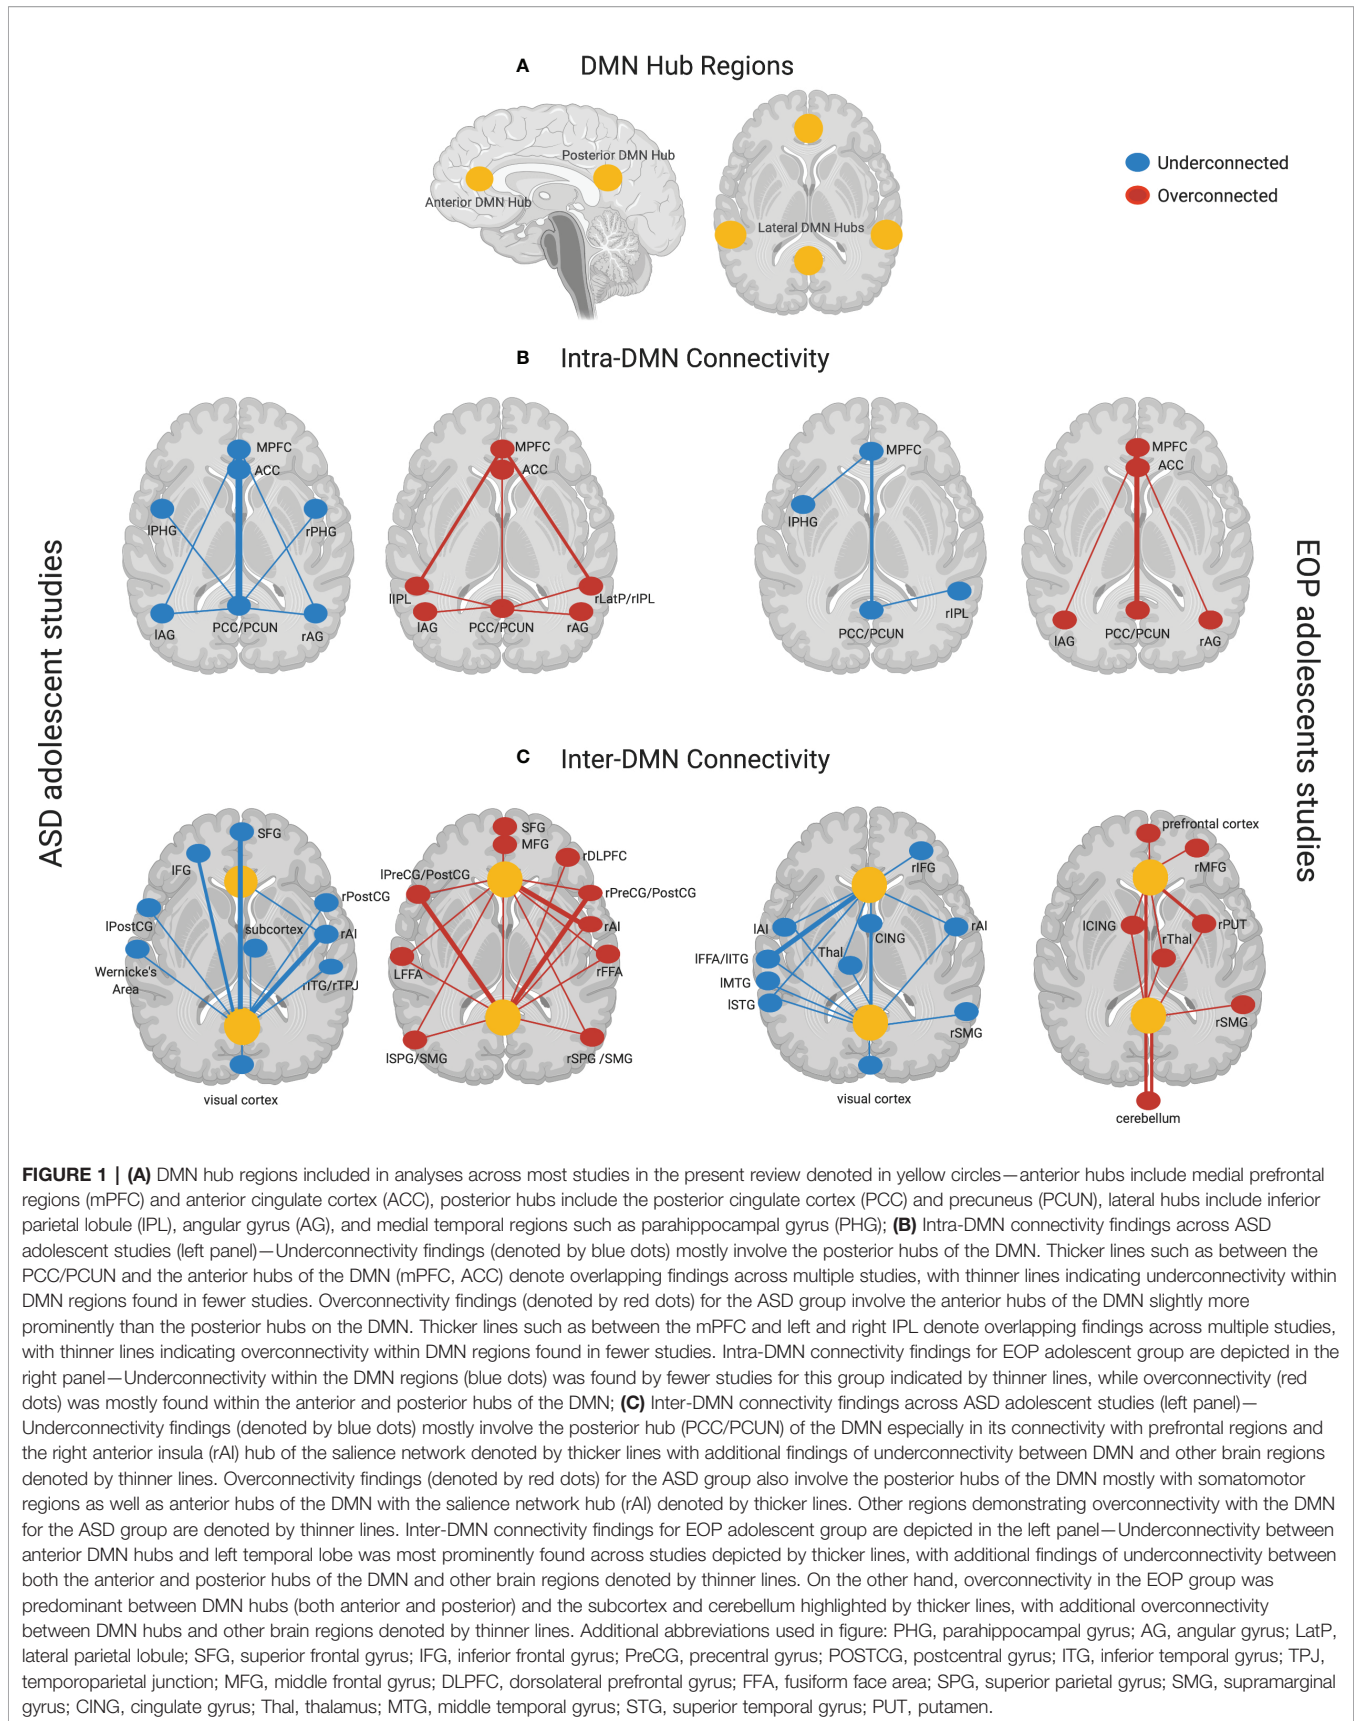 A DMN Hub Regions
Posterior DMN Hub
Anterior DMN Hub
Lateral DMN Hubs
Underconnected
Overconnected
B Intra-DMN Connectivity
ASD adolescent studies
EOP adolescents studies
MPFC
ACC
lPHG
rPHG
lAG
PCC/PCUN
rAG
MPFC
ACC
lIPL
rLatP/rIPL
lAG
PCC/PCUN
rAG
MPFC
lPHG
rIPL
PCC/PCUN
MPFC
ACC
lAG
PCC/PCUN
rAG
C Inter-DMN Connectivity
SFG
IFG
rPostCG
lPostCG
subcortex
rAI
Wernicke's
Area
rITG/rTPJ
visual cortex
SFG
MFG
rDLPFC
lPreCG/PostCG
rPreCG/PostCG
rAI
LFFA
rFFA
lSPG/SMG
rSPG /SMG
rIFG
lAI
CING
rAI
lFFA/lITG
Thal
lMTG
lSTG
rSMG
visual cortex
prefrontal cortex
rMFG
lCING
rPUT
rThal
rSMG
cerebellum
FIGURE 1 | (A) DMN hub regions included in analyses across most studies in the present review denoted in yellow circles—anterior hubs include medial prefrontal
regions (mPFC) and anterior cingulate cortex (ACC), posterior hubs include the posterior cingulate cortex (PCC) and precuneus (PCUN), lateral hubs include inferior
parietal lobule (IPL), angular gyrus (AG), and medial temporal regions such as parahippocampal gyrus (PHG); (B) Intra-DMN connectivity findings across ASD
adolescent studies (left panel)—Underconnectivity findings (denoted by blue dots) mostly involve the posterior hubs of the DMN. Thicker lines such as between the
PCC/PCUN and the anterior hubs of the DMN (mPFC, ACC) denote overlapping findings across multiple studies, with thinner lines indicating underconnectivity within
DMN regions found in fewer studies. Overconnectivity findings (denoted by red dots) for the ASD group involve the anterior hubs of the DMN slightly more
prominently than the posterior hubs on the DMN. Thicker lines such as between the mPFC and left and right IPL denote overlapping findings across multiple studies,
with thinner lines indicating overconnectivity within DMN regions found in fewer studies. Intra-DMN connectivity findings for EOP adolescent group are depicted in the
right panel—Underconnectivity within the DMN regions (blue dots) was found by fewer studies for this group indicated by thinner lines, while overconnectivity (red
dots) was mostly found within the anterior and posterior hubs of the DMN; (C) Inter-DMN connectivity findings across ASD adolescent studies (left panel)—
Underconnectivity findings (denoted by blue dots) mostly involve the posterior hub (PCC/PCUN) of the DMN especially in its connectivity with prefrontal regions and
the right anterior insula (rAI) hub of the salience network denoted by thicker lines with additional findings of underconnectivity between DMN and other brain regions
denoted by thinner lines. Overconnectivity findings (denoted by red dots) for the ASD group also involve the posterior hubs of the DMN mostly with somatomotor
regions as well as anterior hubs of the DMN with the salience network hub (rAI) denoted by thicker lines. Other regions demonstrating overconnectivity with the DMN
for the ASD group are denoted by thinner lines. Inter-DMN connectivity findings for EOP adolescent group are depicted in the left panel—Underconnectivity between
anterior DMN hubs and left temporal lobe was most prominently found across studies depicted by thicker lines, with additional findings of underconnectivity between
both the anterior and posterior hubs of the DMN and other brain regions denoted by thinner lines. On the other hand, overconnectivity in the EOP group was
predominant between DMN hubs (both anterior and posterior) and the subcortex and cerebellum highlighted by thicker lines, with additional overconnectivity
between DMN hubs and other brain regions denoted by thinner lines. Additional abbreviations used in figure: PHG, parahippocampal gyrus; AG, angular gyrus; LatP,
lateral parietal lobule; SFG, superior frontal gyrus; IFG, inferior frontal gyrus; PreCG, precentral gyrus; POSTCG, postcentral gyrus; ITG, inferior temporal gyrus; TPJ,
temporoparietal junction; MFG, middle frontal gyrus; DLPFC, dorsolateral prefrontal gyrus; FFA, fusiform face area; SPG, superior parietal gyrus; SMG, supramarginal
gyrus; CING, cingulate gyrus; Thal, thalamus; MTG, middle temporal gyrus; STG, superior temporal gyrus; PUT, putamen.